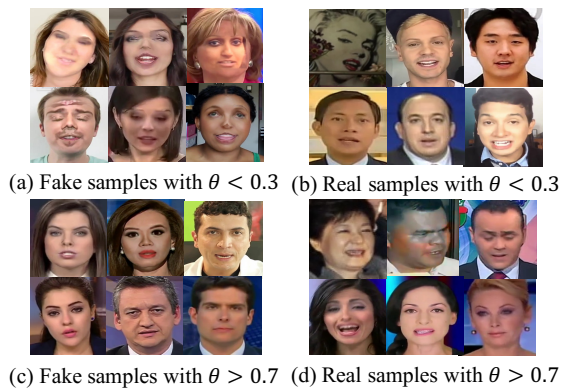 (a) Fake samples with θ < 0.3
(b) Real samples with θ < 0.3
(c) Fake samples with θ > 0.7
(d) Real samples with θ > 0.7